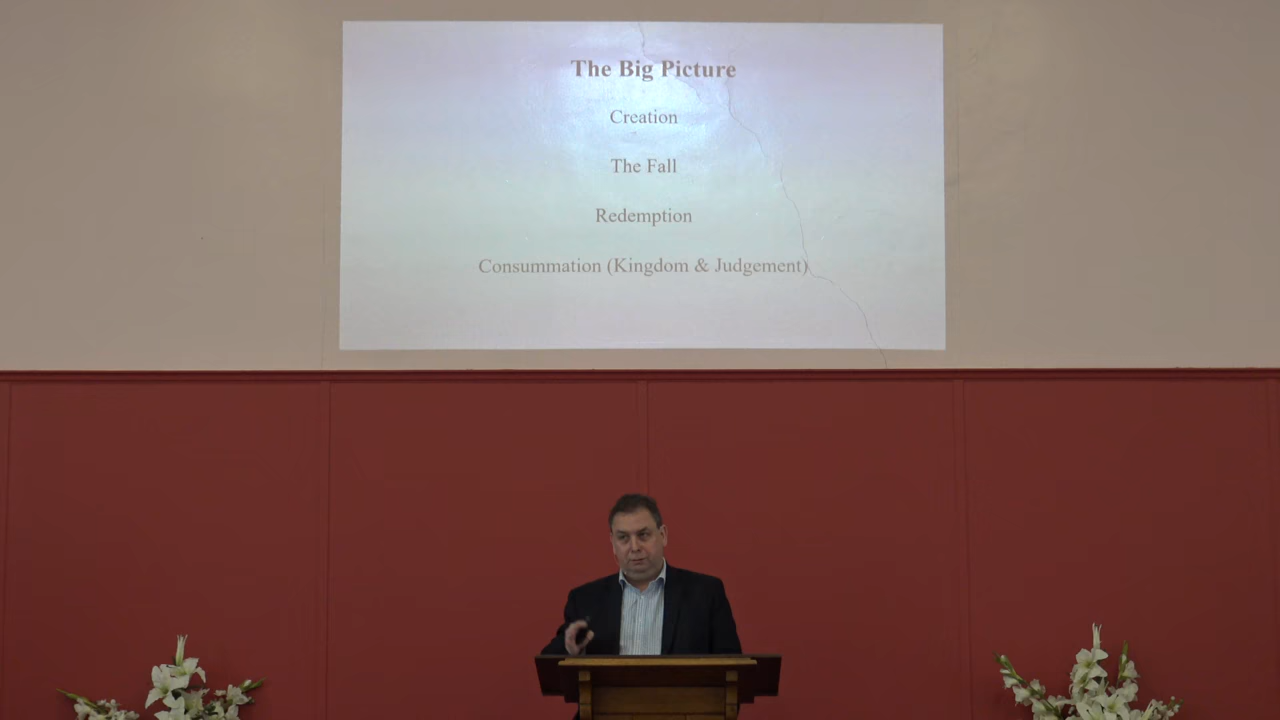 The Big Picture
Creation
The Fall
Redemption
Consummation (Kingdom & Judgement)